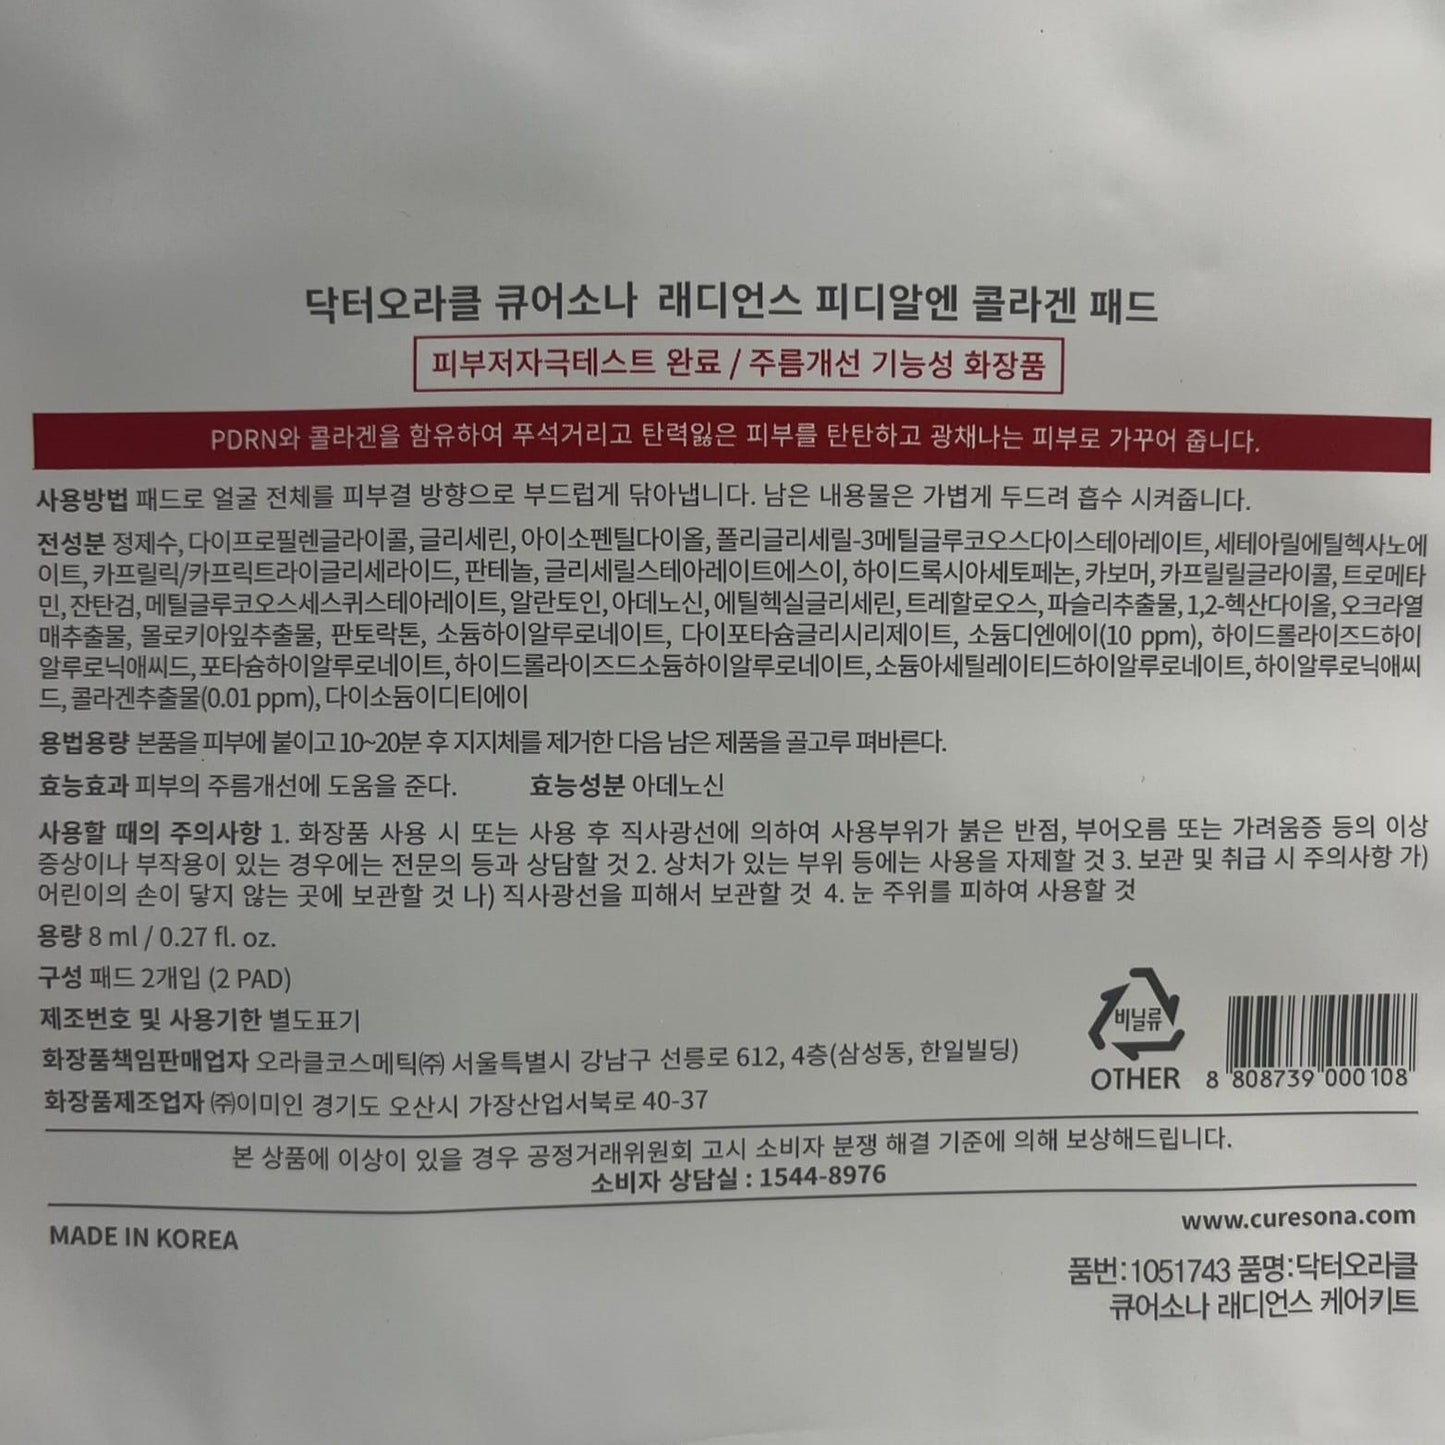 닥터오라클 큐어소나 래디언스 피디알엔 콜라겐 패드
피부저자극테스트 완료 / 주름개선 기능성 화장품
PDRN와 콜라겐을 함유하여 푸석거리고 탄력잃은 피부를 탄탄하고 광채나는 피부로 가꾸어 줍니다.
사용방법 패드로 얼굴 전체를 피부결 방향으로 부드럽게 닦아냅니다. 남은 내용물은 가볍게 두드려 흡수 시켜줍니다.
전성분 정제수, 다이프로필렌글라이콜, 글리세린, 아이소펜틸다이올, 폴리글리세릴-3메틸글루코오스다이스테아레이트, 세테아릴에틸헥사노에
이트, 카프릴릭/카프릭트라이글리세라이드, 판테놀, 글리세릴스테아레이트에스이, 하이드록시아세토페논, 카보머, 카프릴릴글라이콜, 트로메타
민, 잔탄검, 메틸글루코오스세스퀴스테아레이트, 알란토인, 아데노신, 에틸헥실글리세린, 트레할로오스, 파슬리추출물, 1,2-헥산다이올, 오크라열
매추출물, 몰로키아잎추출물, 판토락톤, 소듐하이알루로네이트, 다이포타슘글리시리제이트, 소듐디엔에이(10 ppm), 하이드롤라이즈드하이
알루로닉애씨드, 포타슘하이알루로네이트, 하이드롤라이즈드소듐하이알루로네이트, 소듐아세틸레이티드하이알루로네이트, 하이알루로닉애씨
드, 콜라겐추출물(0.01 ppm), 다이소듐이디티에이
용법용량 본품을 피부에 붙이고 10~20분 후 지지체를 제거한 다음 남은 제품을 골고루 펴바른다.
효능효과 피부의 주름개선에 도움을 준다. 효능성분 아데노신
사용할 때의 주의사항 1. 화장품 사용 시 또는 사용 후 직사광선에 의하여 사용부위가 붉은 반점, 부어오름 또는 가려움증 등의 이상
증상이나 부작용이 있는 경우에는 전문의 등과 상담할 것 2. 상처가 있는 부위 등에는 사용을 자제할 것 3. 보관 및 취급 시 주의사항 가)
어린이의 손이 닿지 않는 곳에 보관할 것 나) 직사광선을 피해서 보관할 것 4. 눈 주위를 피하여 사용할 것
용량 8 ml / 0.27 fl. oz.
구성 패드 2개입 (2 PAD)
제조번호 및 사용기한 별도표기
화장품책임판매업자 오라클코스메틱㈜ 서울특별시 강남구 선릉로 612, 4층(삼성동, 한일빌딩)
화장품제조업자 ㈜이미인 경기도 오산시 가장산업서북로 40-37
비닐류
OTHER
8 808739 000108
본 상품에 이상이 있을 경우 공정거래위원회 고시 소비자 분쟁 해결 기준에 의해 보상해드립니다.
소비자 상담실 : 1544-8976
MADE IN KOREA
www.curesona.com
품번:1051743 품명:닥터오라클
큐어소나 래디언스 케어키트